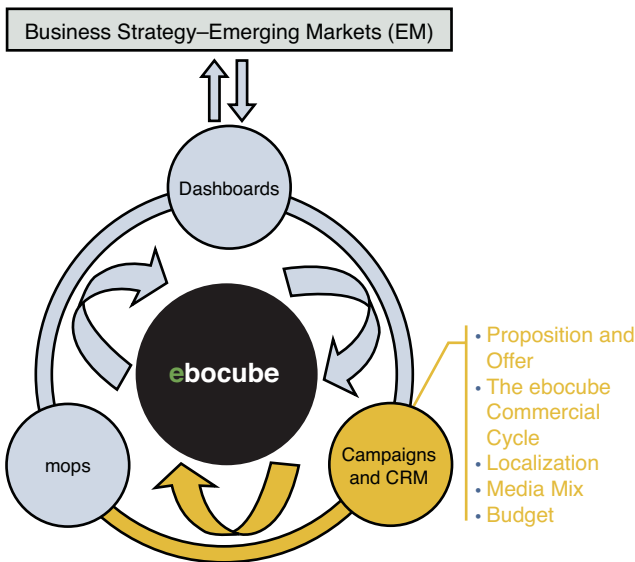 Business Strategy–Emerging Markets (EM)
Dashboards
ebocube
mops
Campaigns
and CRM
• Proposition and
Offer
• The ebocube
Commercial
Cycle
• Localization
• Media Mix
• Budget